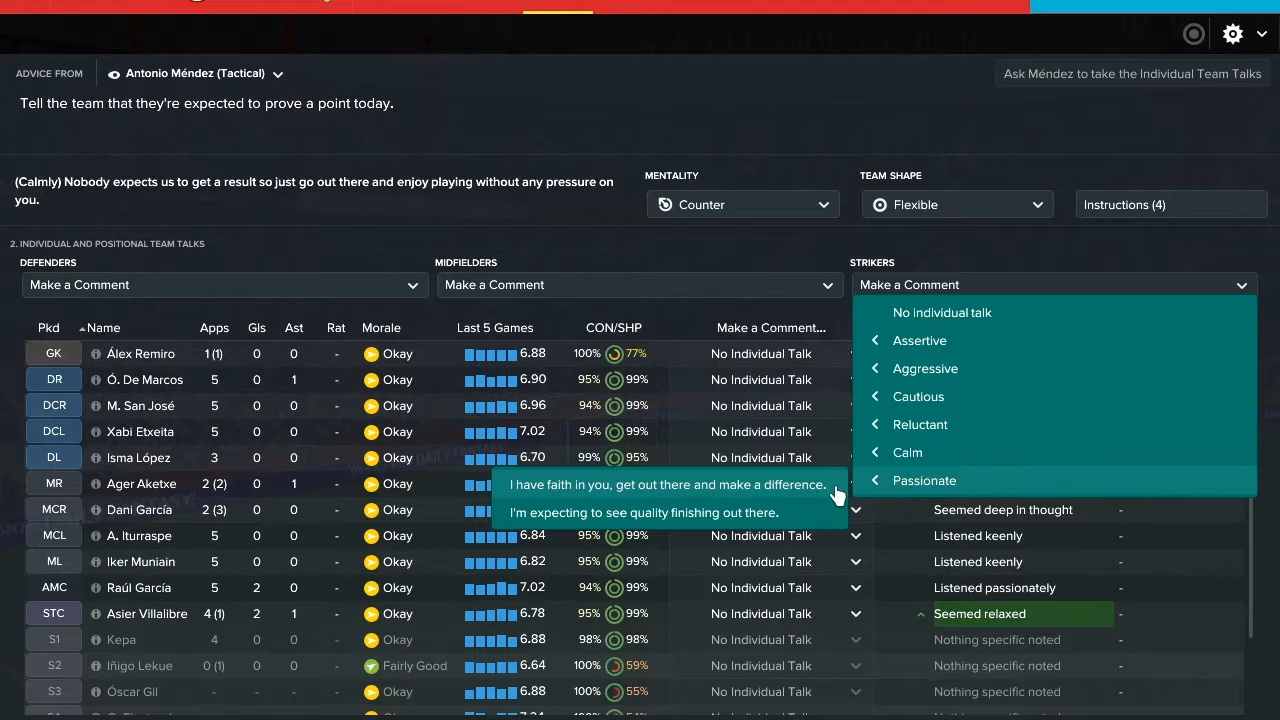 ADVICE FROM Antonio Méndez (Tactical) Ask Méndez to take the Individual Team Talks
Tell the team that they're expected to prove a point today.
MENTALITY TEAM SHAPE
(Calmly) Nobody expects us to get a result so just go out there and enjoy playing without any pressure on
you.
Counter Flexible Instructions (4)
2. INDIVIDUAL AND POSITIONAL TEAM TALKS
DEFENDERS MIDFIELDERS STRIKERS
Make a Comment Make a Comment Make a Comment
No individual talk
Assertive
Aggressive
Cautious
Reluctant
Calm
Passionate
I have faith in you, get out there and make a difference.
I'm expecting to see quality finishing out there.
Pkd Name Apps Gls Ast Rat Morale Last 5 Games CON/SHP Make a Comment...
GK Álex Remiro 1 (1) 0 0 - Okay 6.88 100% 77% No Individual Talk
DR Ó. De Marcos 5 0 1 - Okay 6.90 95% 99% No Individual Talk
DCR M. San José 5 0 0 - Okay 6.96 94% 99% No Individual Talk
DCL Xabi Etxeita 5 0 0 - Okay 7.02 94% 99% No Individual Talk
DL Isma López 3 0 0 - Okay 6.70 99% 95% No Individual Talk
MR Ager Aketxe 2 (2) 0 1 - Okay
MCR Dani García 2 (3) 0 0 - Okay Seemed deep in thought -
MCL A. Iturraspe 5 0 0 - Okay 6.84 95% 99% No Individual Talk Listened keenly -
ML Iker Muniain 5 0 0 - Okay 6.82 95% 99% No Individual Talk Listened keenly -
AMC Raúl García 5 2 0 - Okay 7.02 94% 99% No Individual Talk Listened passionately -
STC Asier Villalibre 4 (1) 2 1 - Okay 6.78 95% 99% No Individual Talk Seemed relaxed -
S1 Kepa 4 0 0 - Okay 6.88 98% 98% No Individual Talk Nothing specific noted -
S2 Iñigo Lekue 0 (1) 0 0 - Fairly Good 6.64 100% 59% No Individual Talk Nothing specific noted -
S3 Óscar Gil - - - - Okay 6.88 100% 55% No Individual Talk Nothing specific noted -